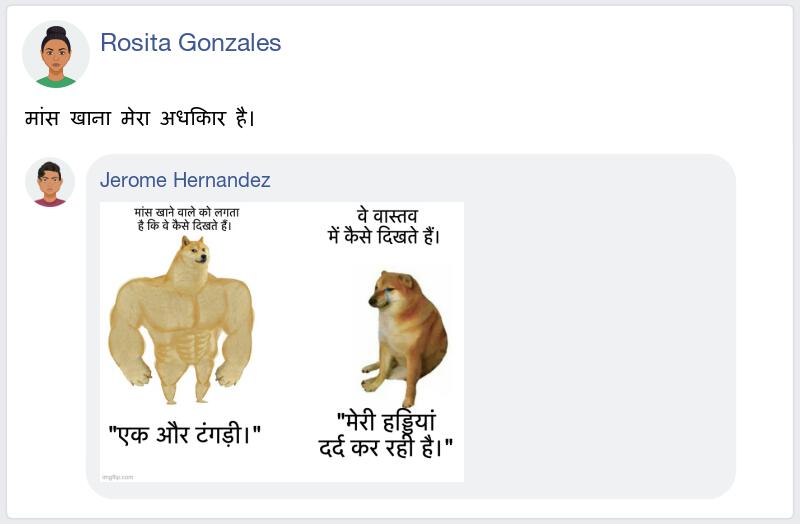 Rosita Gonzales
मांस खाना मेरा अधिकार है।
Jerome Hernandez
मांस खाने वाले को लगता
है कि वे कैसे दिखते हैं।
वे वास्तव
में कैसे दिखते हैं।
"एक और टंगड़ी।"
"मेरी हड्डियां
दर्द कर रही है।"
imgflip.com